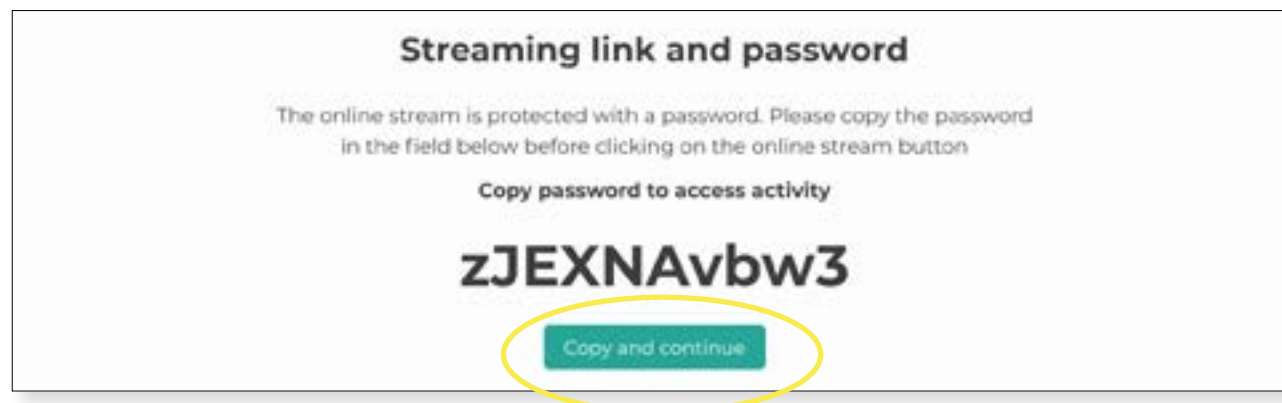 Streaming link and password
The online stream is protected with a password. Please copy the password
in the field below before clicking on the online stream button
Copy password to access activity
zJEXNAvbw3
Copy and continue